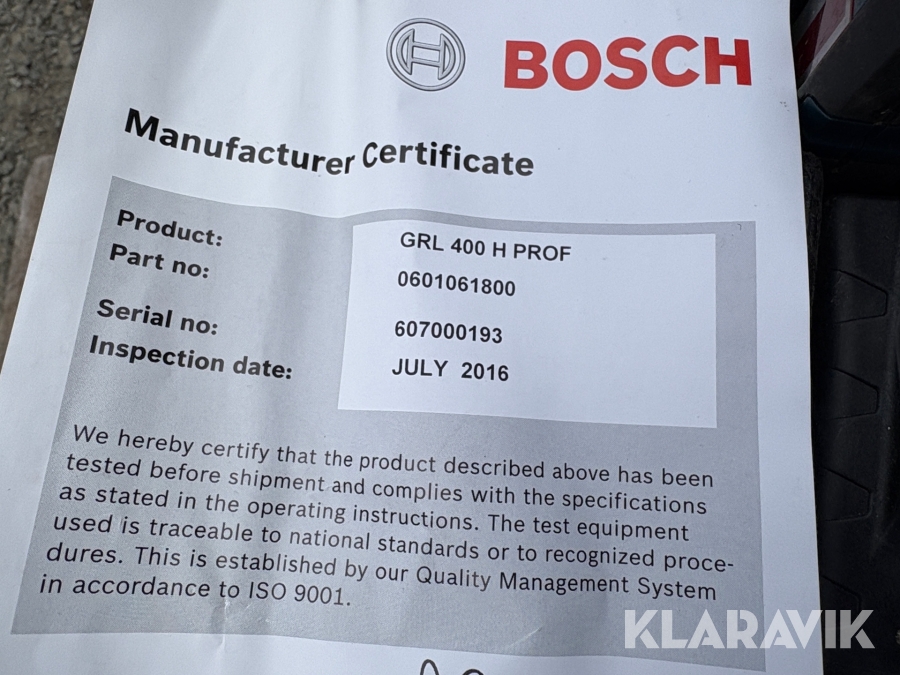 BOSCH
Manufacturer Certificate
Product: GRL 400 H PROF
Part no: 0601061800
Serial no: 607000193
Inspection date: JULY 2016
We hereby certify that the product described above has been
tested before shipment and complies with the specifications
as stated in the operating instructions. The test equipment
used is traceable to national standards or to recognized proce-
dures. This is established by our Quality Management System
in accordance to ISO 9001.
KLARAVIK